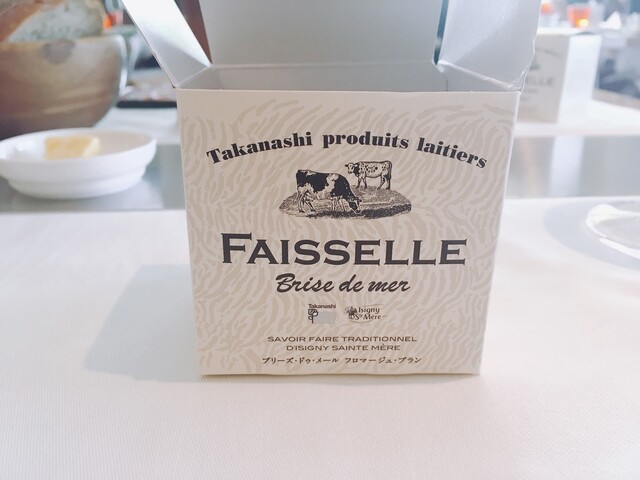 Takanashi produits laitiers
FAISSELLE
Brise de mer
Takanashi
Isigny
Ste Mère
SAVOIR FAIRE TRADITIONNEL
D'ISIGNY SAINTE MÈRE
ブリーズ・ドゥ・メール フロマージュ・ブラン
FAISSELLE